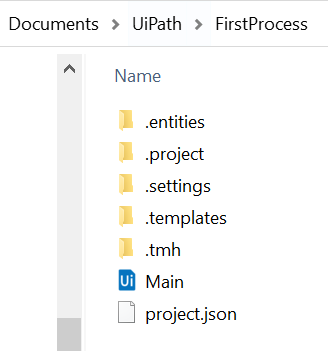 Documents > UiPath > FirstProcess
Name
.entities
.project
.settings
.templates
.tmh
Ui Main
project.json